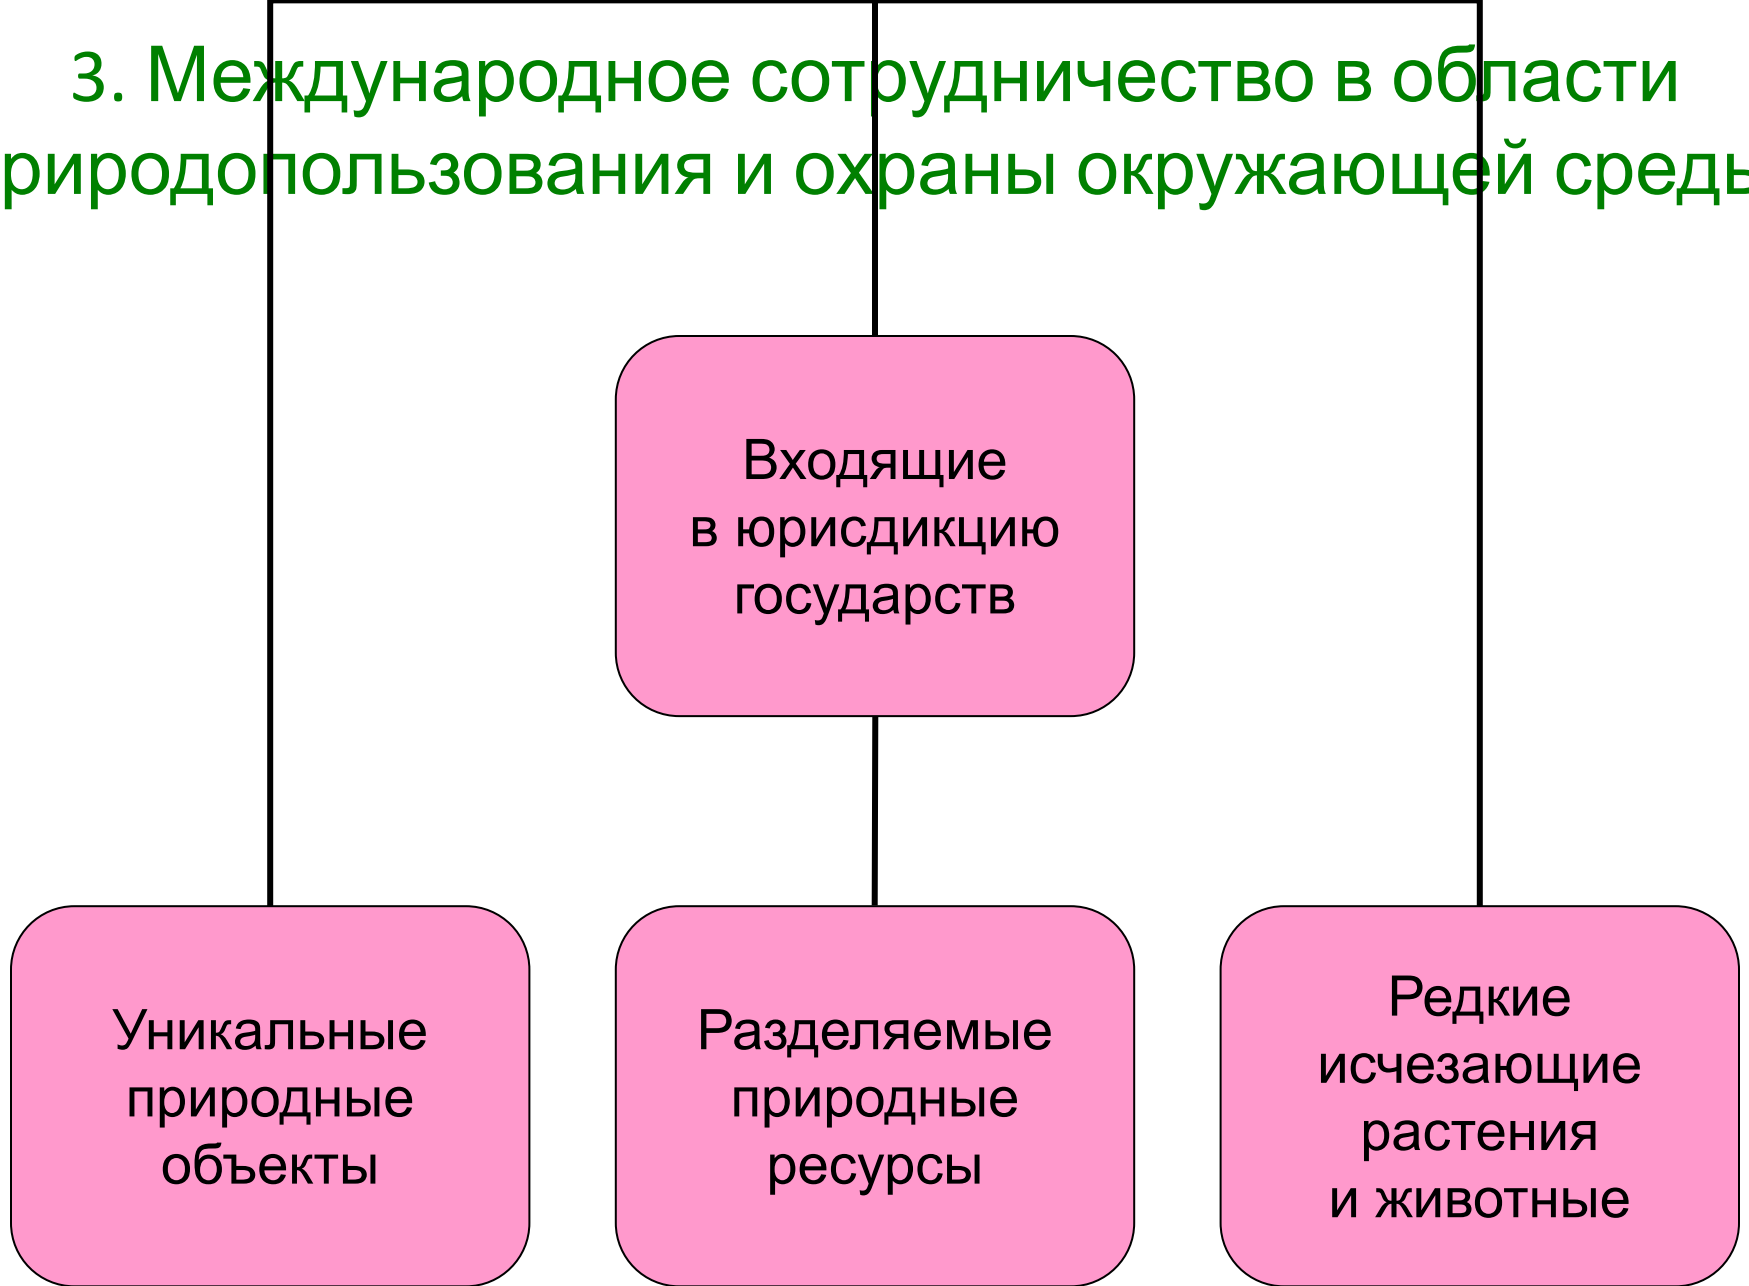 3. Международное сотрудничество в области
риродопользования и охраны окружающей среды
Входящие
в юрисдикцию
государств
Уникальные
природные
объекты
Разделяемые
природные
ресурсы
Редкие
исчезающие
растения
и животные